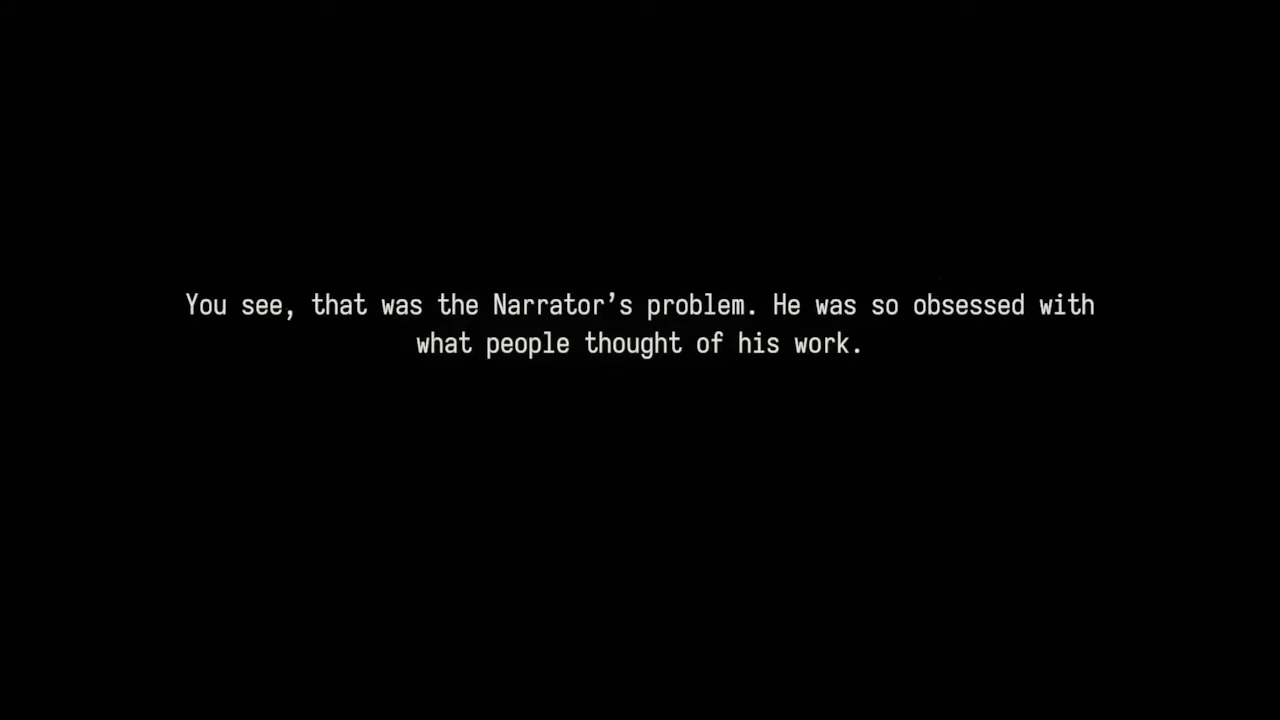 You see, that was the Narrator’s problem. He was so obsessed with
what people thought of his work.